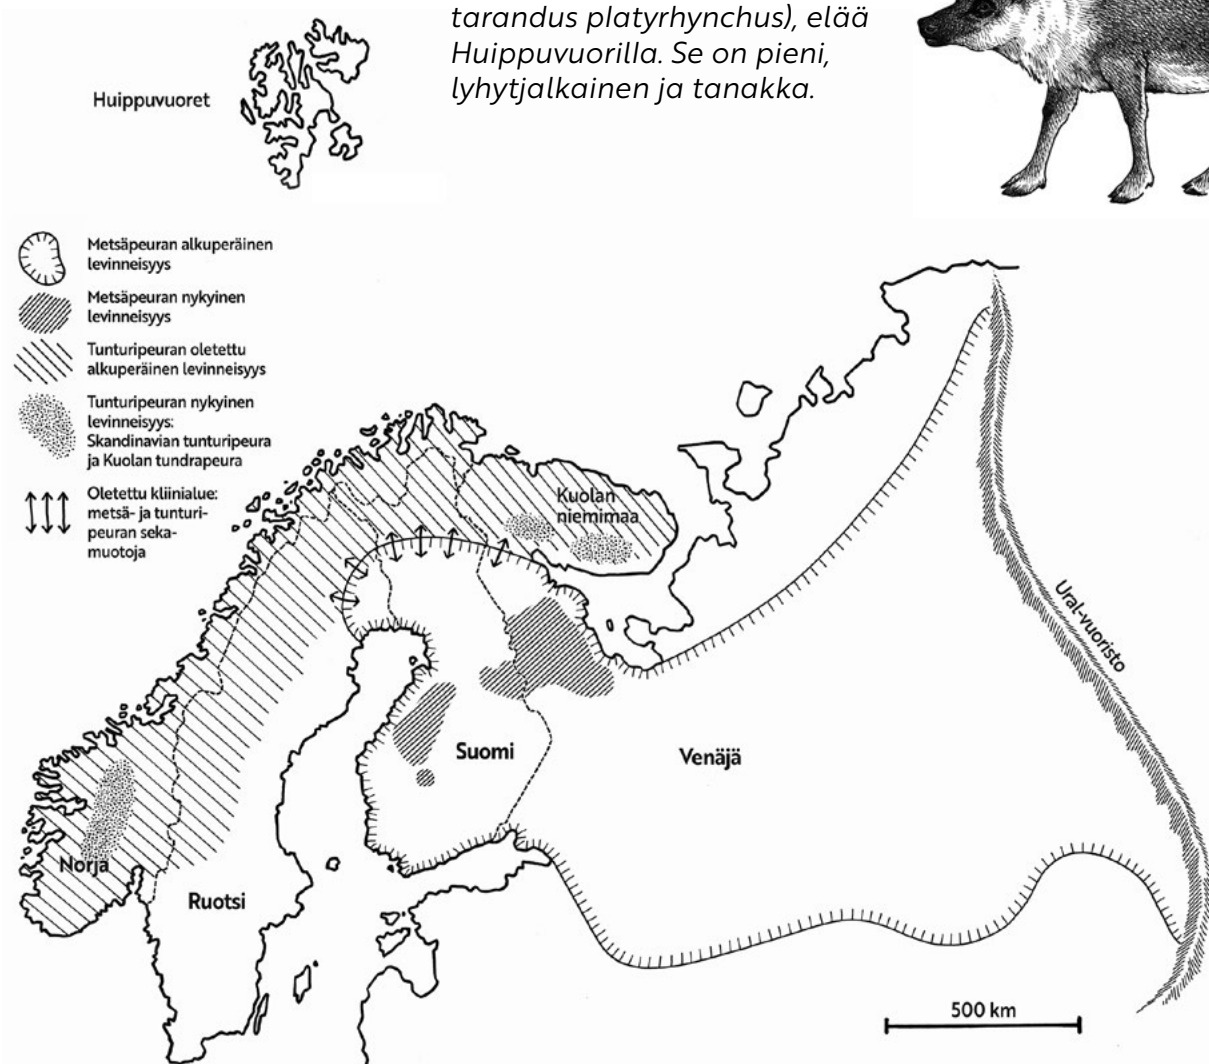 tarandus platyrhynchus), elää
Huippuvuorilla. Se on pieni,
lyhytjalkainen ja tanakka.
Huippuvuoret
Metsäpeuran alkuperäinen
levinneisyys
Metsäpeuran nykyinen
levinneisyys
Tunturipeuran oletettu
alkuperäinen levinneisyys
Tunturipeuran nykyinen
levinneisyys:
Skandinavian tunturipeura
ja Kuolan tundrapeura
Oletettu kliinialue:
metsä- ja tunturi-
peuran seka-
muotoja
Kuolan
niemimaa
Ural-vuoristo
Suomi
Venäjä
Norja
Ruotsi
500 km